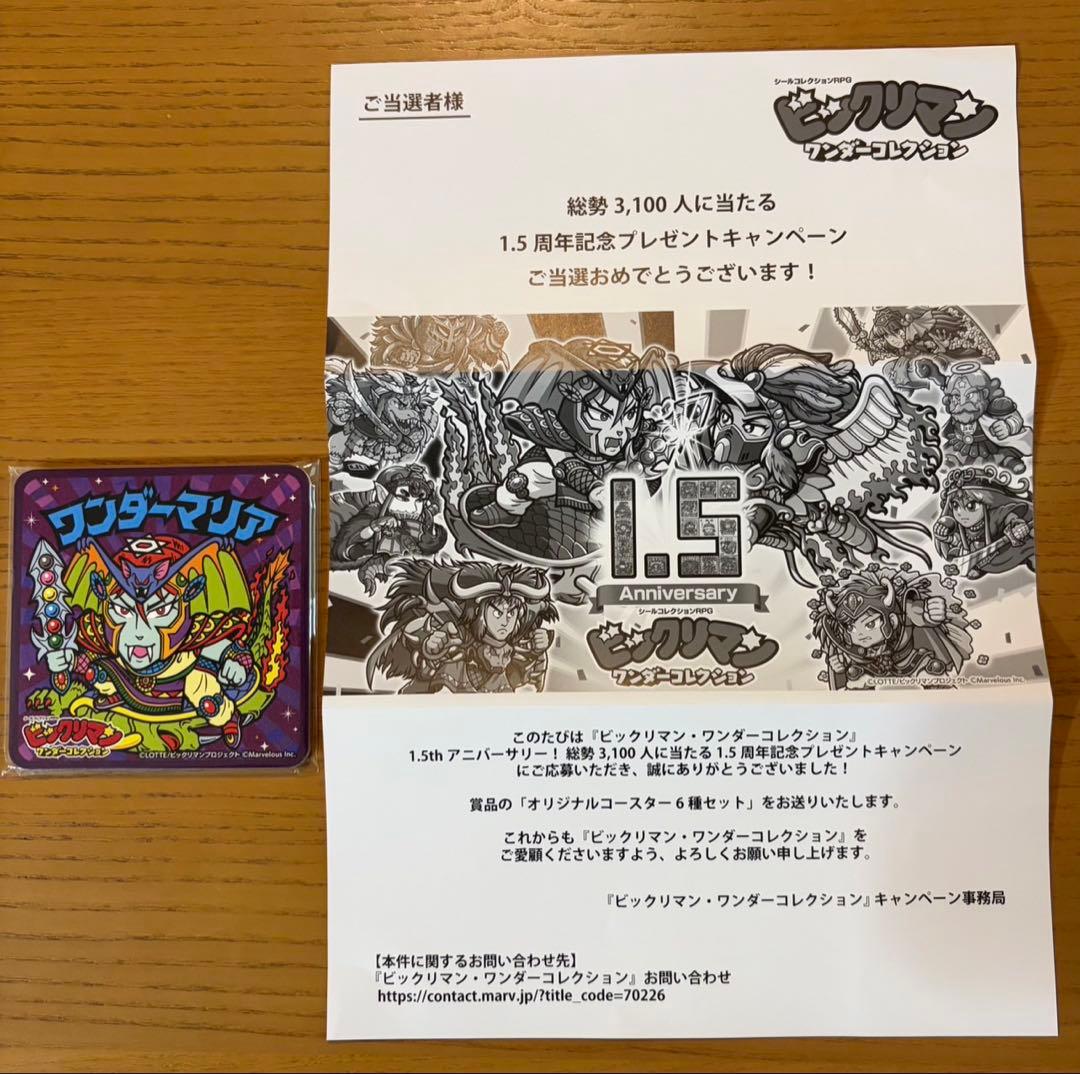 ご当選者様
シールコレクションRPG
ビックリマン
ワンダーコレクション
総勢 3,100 人に当たる
1.5 周年記念プレゼントキャンペーン
ご当選おめでとうございます！
1.5
Anniversary
シールコレクションRPG
ビックリマン
ワンダーコレクション
©LOTTE/ビックリマンプロジェクト ©Marvelous Inc.
ワンダーマリア
シールコレクションRPG
ビックリマン
ワンダーコレクション
©LOTTE/ビックリマンプロジェクト ©Marvelous Inc.
このたびは『ビックリマン・ワンダーコレクション』
1.5th アニバーサリー！ 総勢 3,100 人に当たる 1.5 周年記念プレゼントキャンペーン
にご応募いただき、誠にありがとうございました！
賞品の「オリジナルコースター 6 種セット」をお送りいたします。
これからも『ビックリマン・ワンダーコレクション』を
ご愛顧くださいますよう、よろしくお願い申し上げます。
『ビックリマン・ワンダーコレクション』キャンペーン事務局
【本件に関するお問い合わせ先】
『ビックリマン・ワンダーコレクション』お問い合わせ
https://contact.marv.jp/?title_code=70226